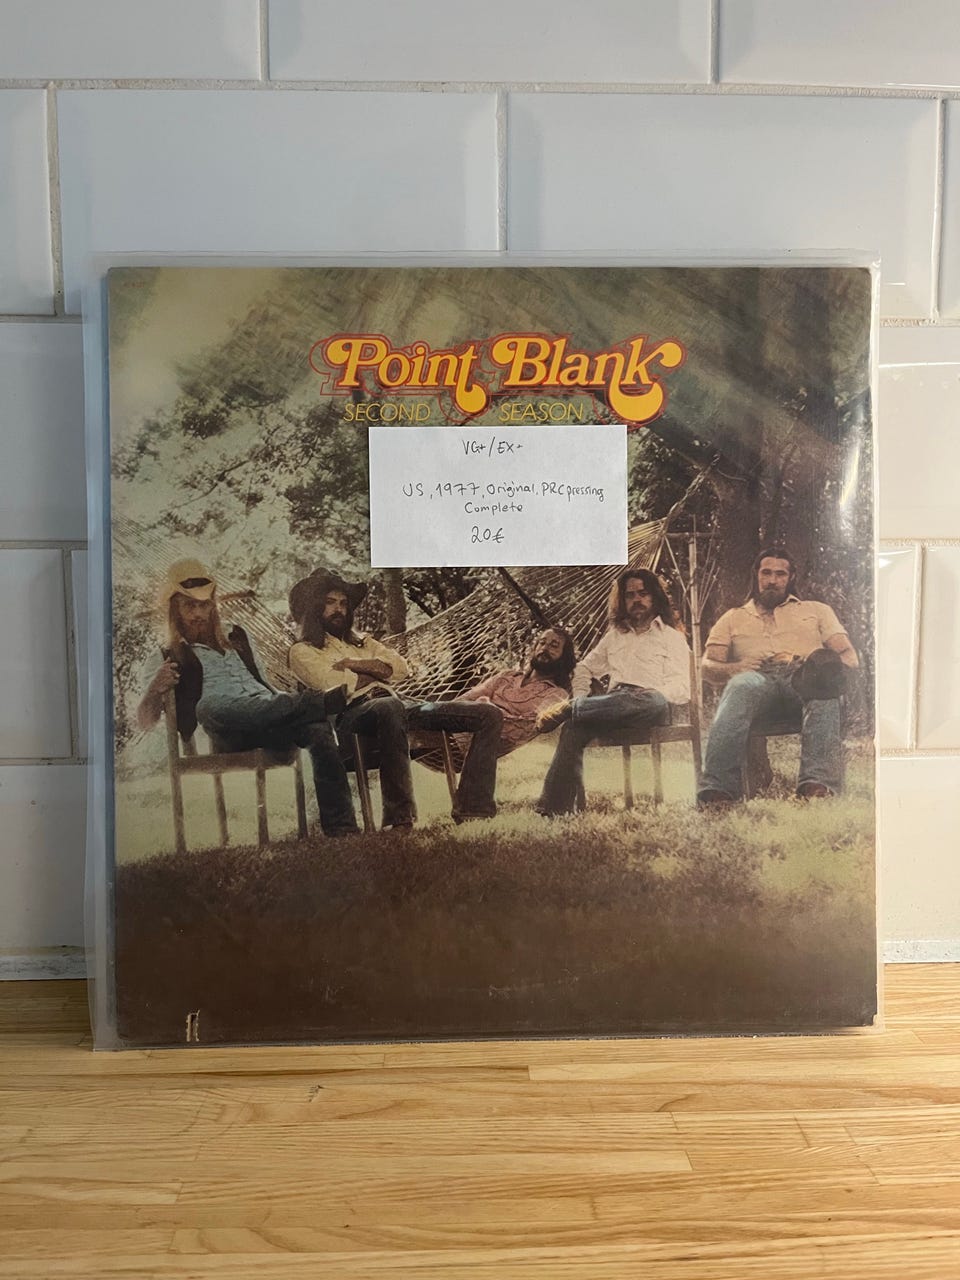 Point Blank
SECOND SEASON
VG+/EX+
US, 1977, Original, PRC pressing
Complete
20€